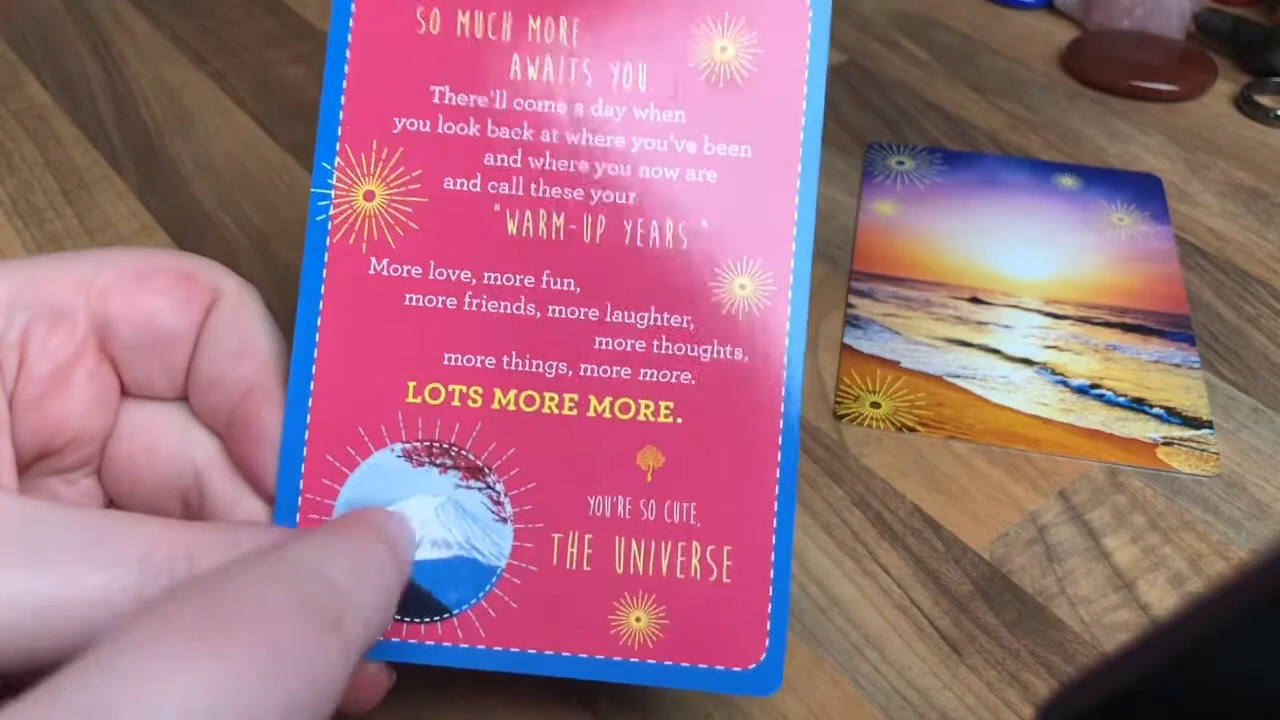 SO MUCH MORE
AWAITS YOU.
There'll come a day when
you look back at where you've been
and where you now are
and call these your
"WARM-UP YEARS."
More love, more fun,
more friends, more laughter,
more thoughts,
more things, more more.
LOTS MORE MORE.
YOU'RE SO CUTE,
THE UNIVERSE